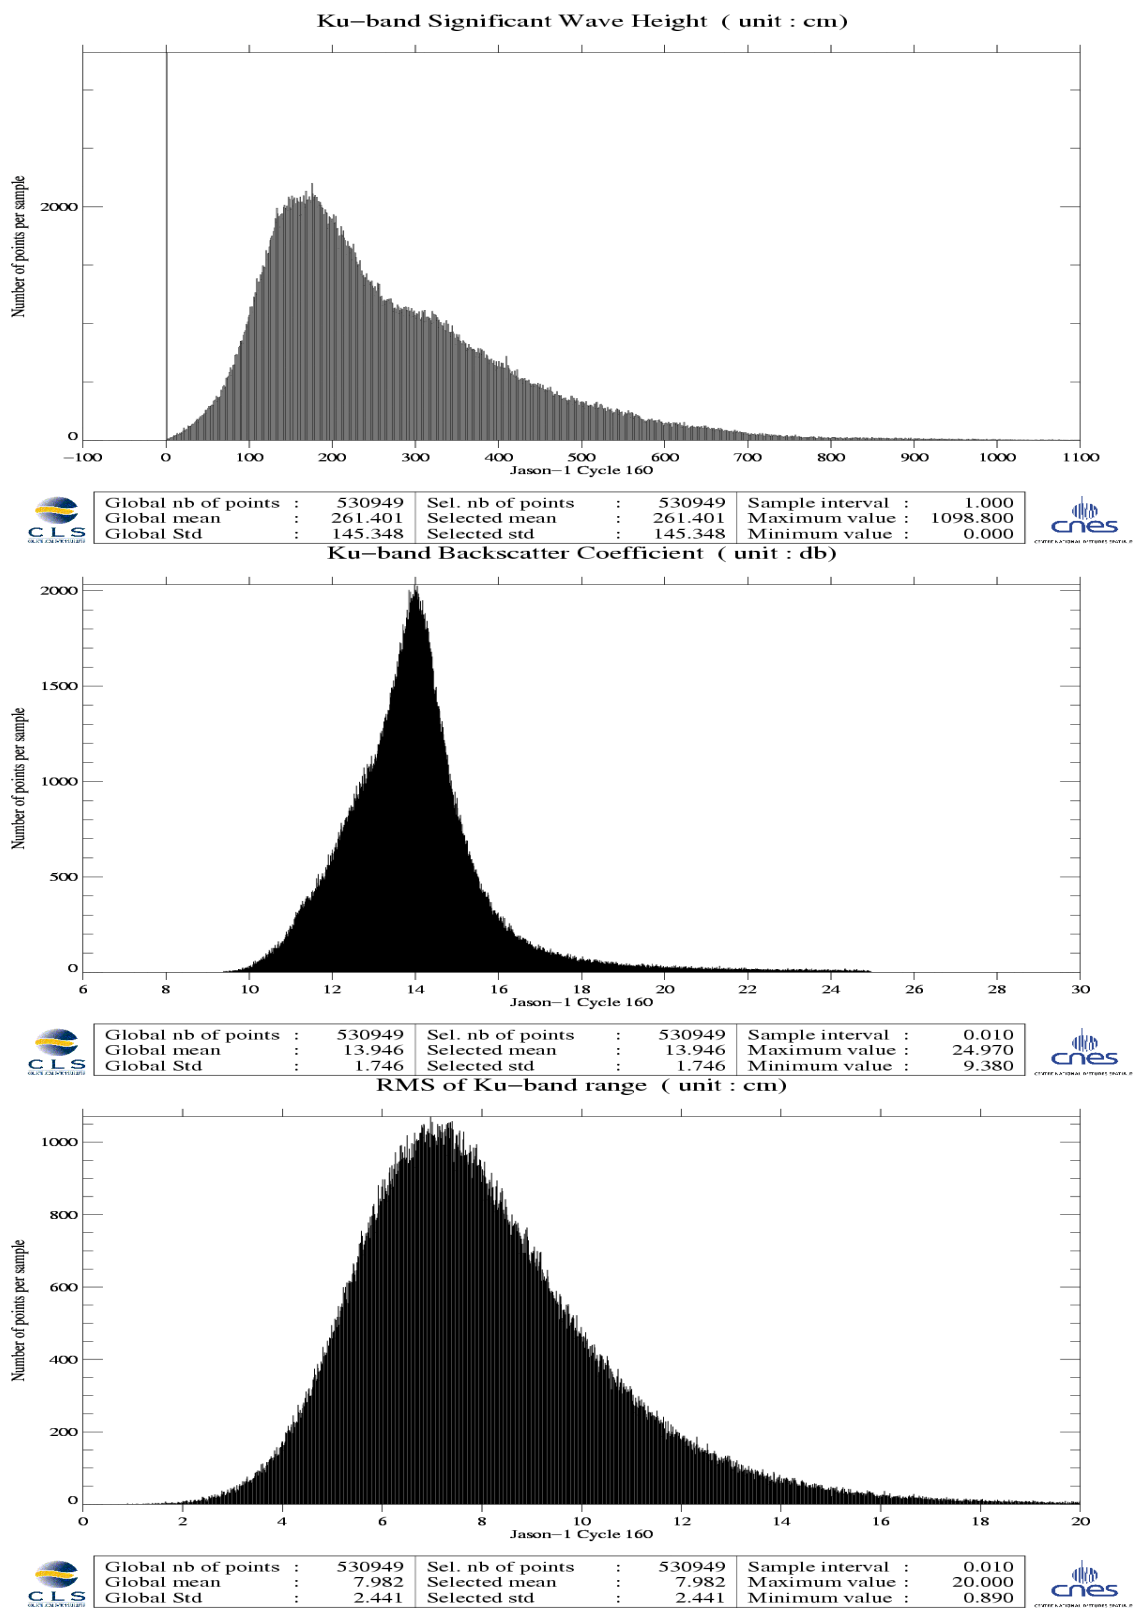 Ku−band Significant Wave Height ( unit : cm)
Number of points per sample
2000
0
−100 0 100 200 300 400 500 600 700 800 900 1000 1100
Jason−1 Cycle 160
CLS
Global nb of points : 530949 Sel. nb of points : 530949 Sample interval : 1.000
Global mean : 261.401 Selected mean : 261.401 Maximum value : 1098.800
Global Std : 145.348 Selected std : 145.348 Minimum value : 0.000
cnes
Ku−band Backscatter Coefficient ( unit : db)
Number of points per sample
2000
1500
1000
500
0
6 8 10 12 14 16 18 20 22 24 26 28 30
Jason−1 Cycle 160
CLS
Global nb of points : 530949 Sel. nb of points : 530949 Sample interval : 0.010
Global mean : 13.946 Selected mean : 13.946 Maximum value : 24.970
Global Std : 1.746 Selected std : 1.746 Minimum value : 9.380
cnes
RMS of Ku−band range ( unit : cm)
Number of points per sample
1000
800
600
400
200
0
0 2 4 6 8 10 12 14 16 18 20
Jason−1 Cycle 160
CLS
Global nb of points : 530949 Sel. nb of points : 530949 Sample interval : 0.010
Global mean : 7.982 Selected mean : 7.982 Maximum value : 20.000
Global Std : 2.441 Selected std : 2.441 Minimum value : 0.890
cnes